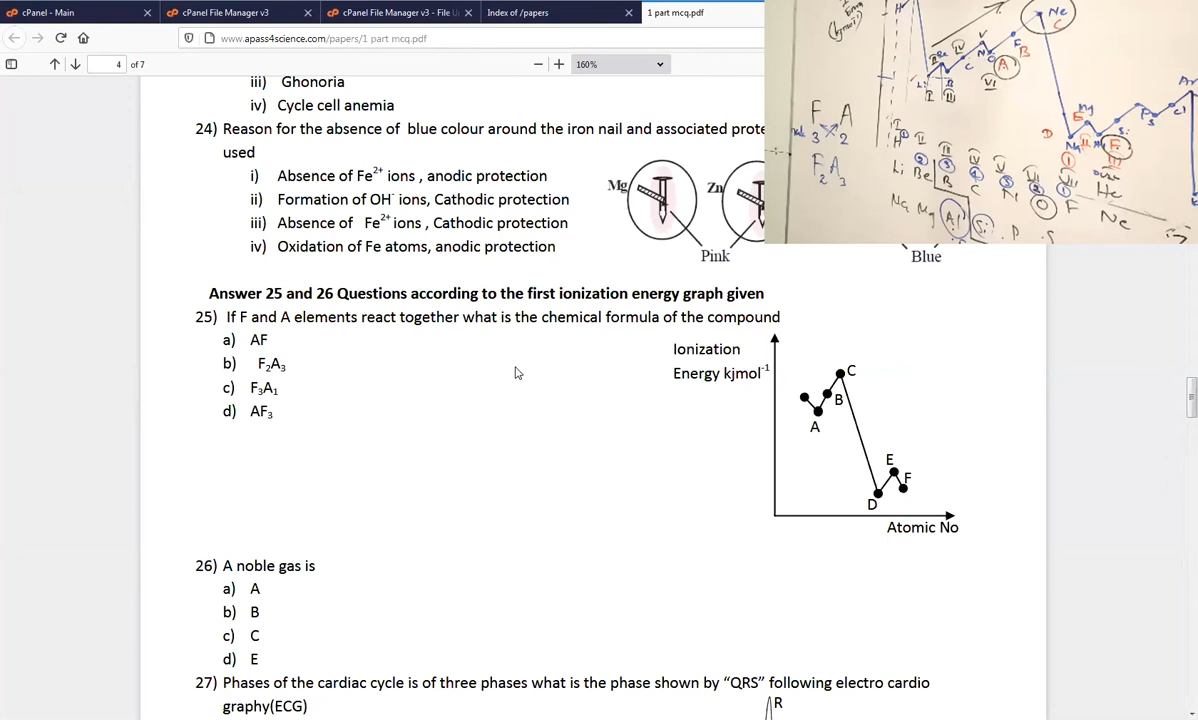 cPanel - Main
cPanel File Manager v3
cPanel File Manager v3 - File U
Index of /papers
1 part mcq.pdf
www.apass4science.com/papers/1 part mcq.pdf
4 of 7
160%
iii) Ghonoria
iv) Cycle cell anemia
24) Reason for the absence of blue colour around the iron nail and associated prote
used
i) Absence of Fe²⁺ ions , anodic protection
ii) Formation of OH⁻ ions, Cathodic protection
iii) Absence of Fe²⁺ ions , Cathodic protection
iv) Oxidation of Fe atoms, anodic protection
Mg
Zn
Pink
Blue
Answer 25 and 26 Questions according to the first ionization energy graph given
25) If F and A elements react together what is the chemical formula of the compound
a) AF
b) F₂A₃
c) F₃A₁
d) AF₃
Ionization
Energy kjmol⁻¹
C
B
A
E
F
D
Atomic No
26) A noble gas is
a) A
b) B
c) C
d) E
27) Phases of the cardiac cycle is of three phases what is the phase shown by “QRS” following electro cardio
graphy(ECG)
R
F A
3 2
F₂A₃
Ne
C
B
A
D
Li Be B C N O F Ne
Na Mg Al Si P S